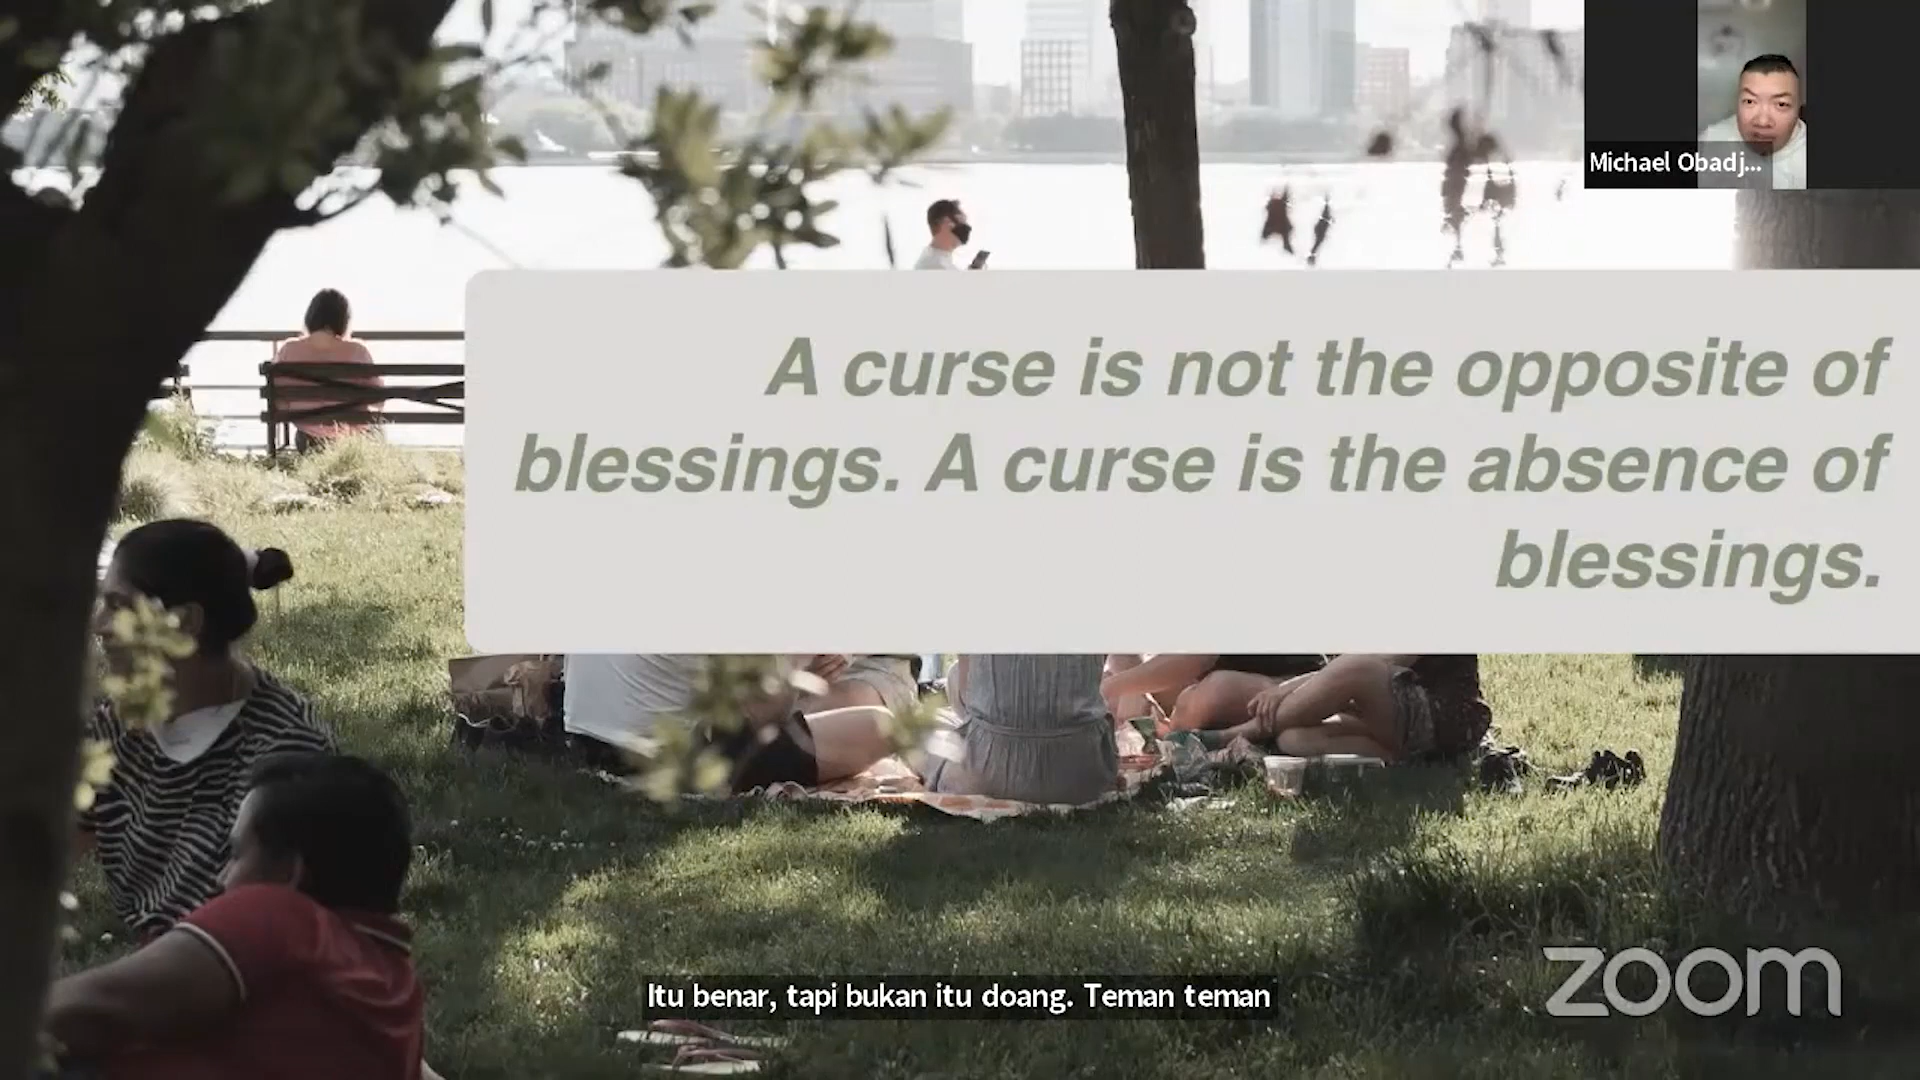 Michael Obadj...
A curse is not the opposite of
blessings. A curse is the absence of
blessings.
Itu benar, tapi bukan itu doang. Teman teman
zoom